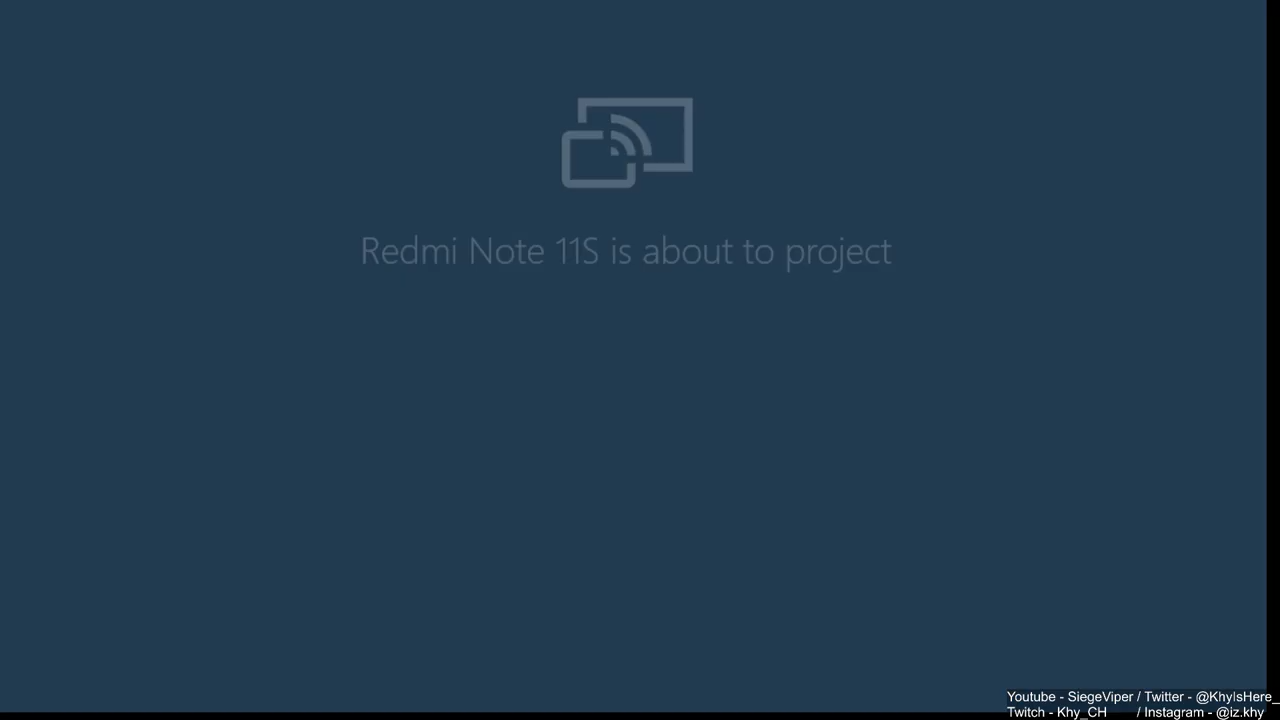 Redmi Note 11S is about to project
Youtube - SiegeViper / Twitter - @KhyIsHere_
Twitch - Khy_CH / Instagram - @iz.khy